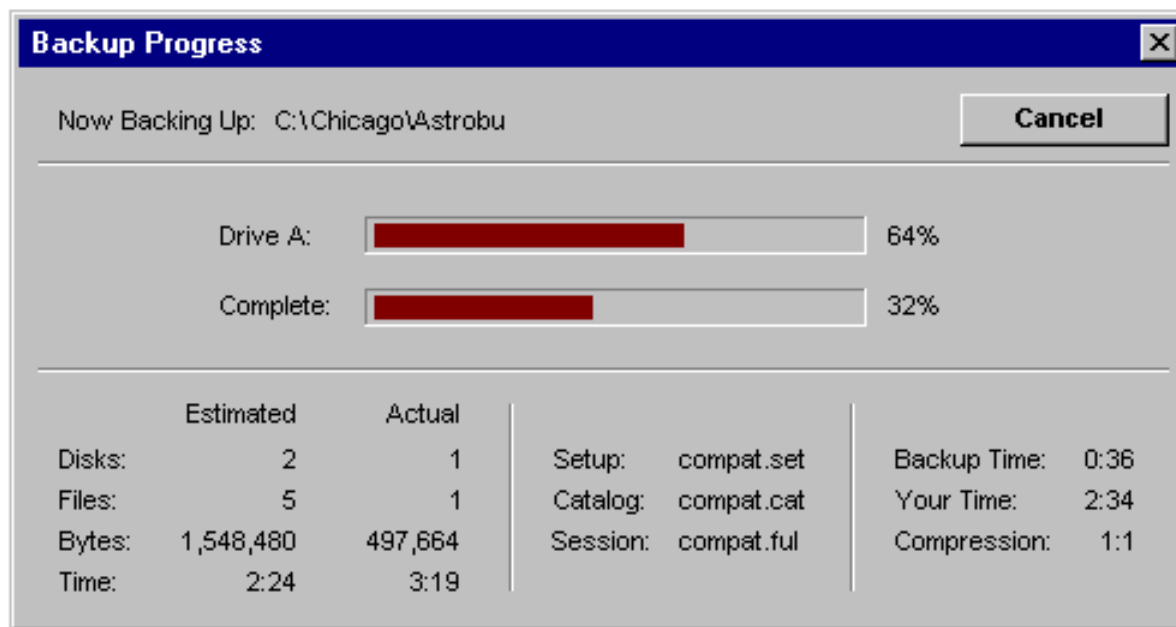 Backup Progress
Now Backing Up: C:\Chicago\Astrobu
Cancel
Drive A: 64%
Complete: 32%
Estimated Actual
Disks: 2 1
Files: 5 1
Bytes: 1,548,480 497,664
Time: 2:24 3:19
Setup: compat.set
Catalog: compat.cat
Session: compat.ful
Backup Time: 0:36
Your Time: 2:34
Compression: 1:1